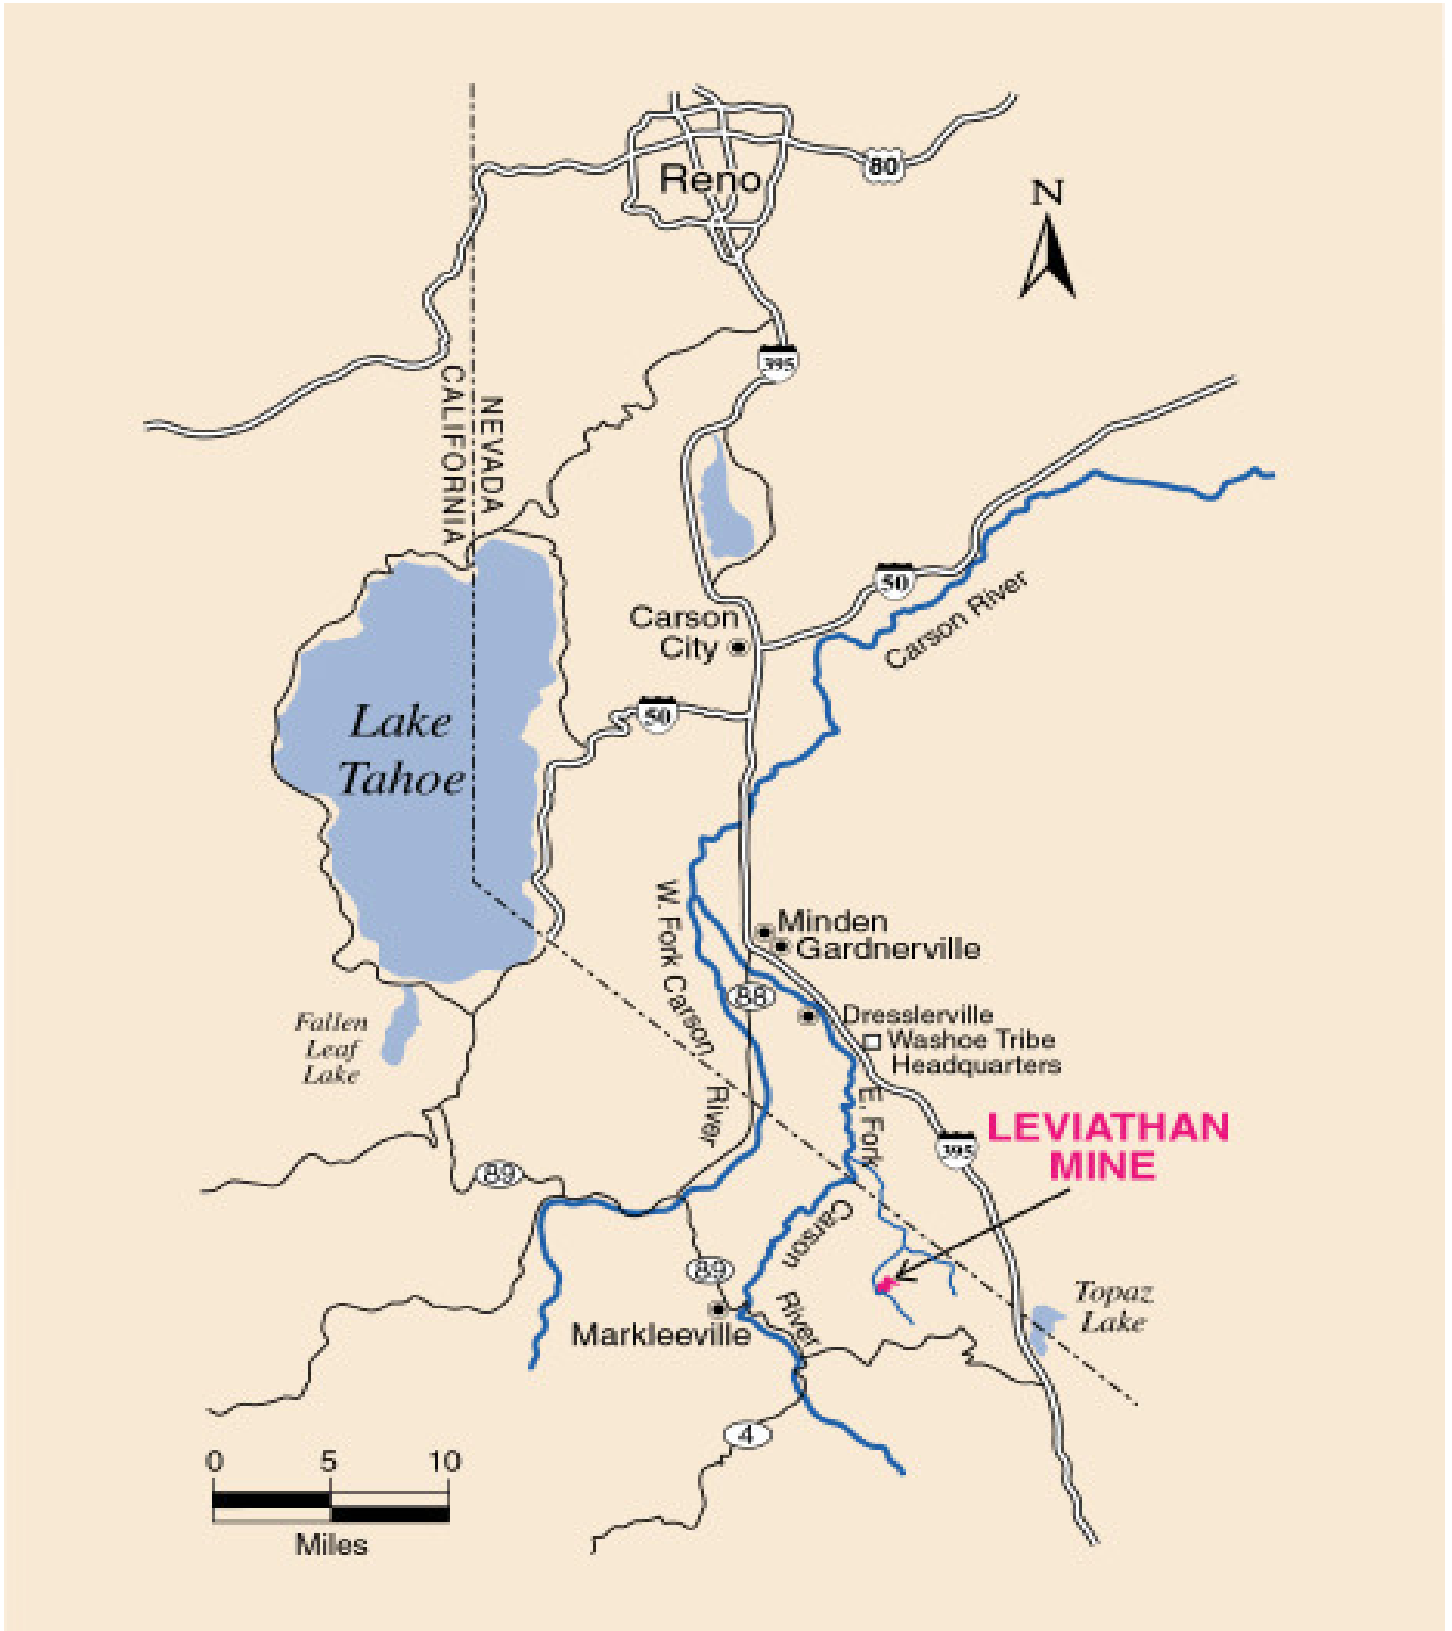 Reno
80
N
395
CALIFORNIA
NEVADA
50
Carson River
Carson
City
50
Lake
Tahoe
W. Fork Carson River
Minden
Gardnerville
88
Fallen
Leaf
Lake
Dresslerville
Washoe Tribe
Headquarters
E. Fork Carson River
LEVIATHAN
MINE
395
89
89
Topaz
Lake
Markleeville
4
0 5 10
Miles